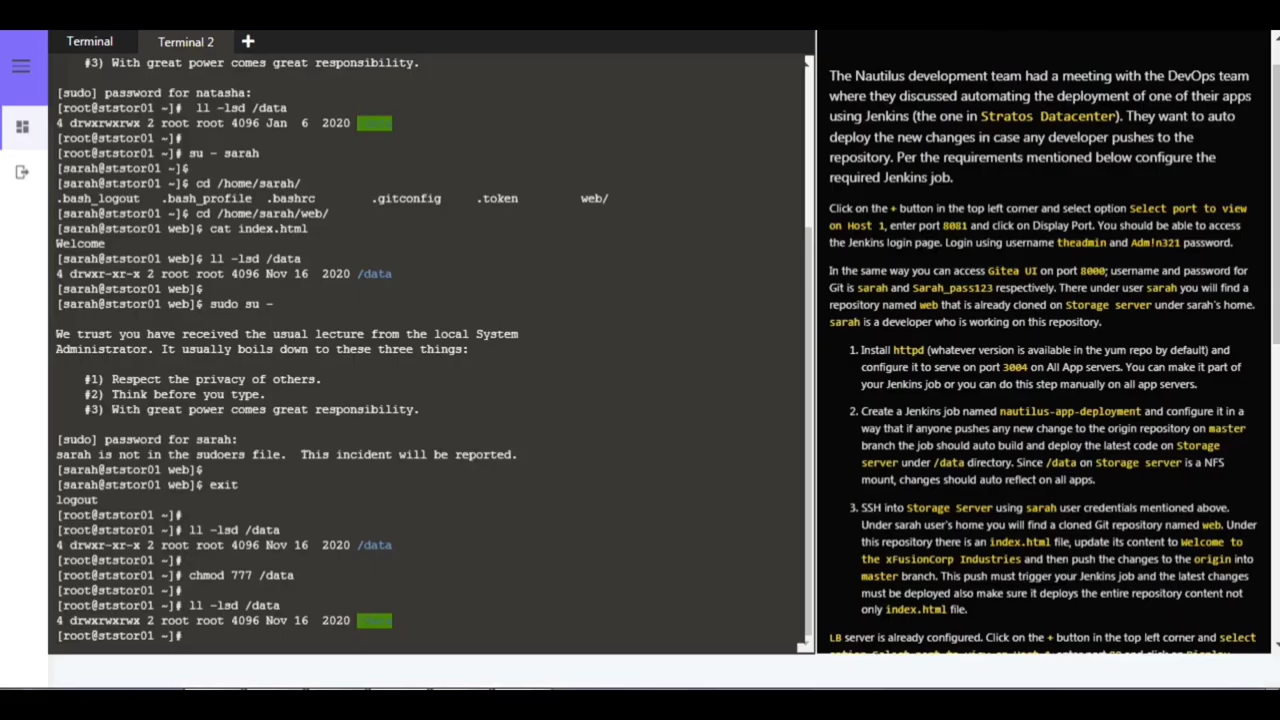 Terminal
Terminal 2
+
#3) With great power comes great responsibility.
[sudo] password for natasha:
[root@ststor01 ~]#  ll -lsd /data
4 drwxrwxrwx 2 root root 4096 Jan  6  2020
[root@ststor01 ~]#
[root@ststor01 ~]# su - sarah
[sarah@ststor01 ~]$
[sarah@ststor01 ~]$ cd /home/sarah/
.bash_logout   .bash_profile  .bashrc        .gitconfig     .token         web/
[sarah@ststor01 ~]$ cd /home/sarah/web/
[sarah@ststor01 web]$ cat index.html
Welcome
[sarah@ststor01 web]$ ll -lsd /data
4 drwxr-xr-x 2 root root 4096 Nov 16  2020 /data
[sarah@ststor01 web]$
[sarah@ststor01 web]$ sudo su -
We trust you have received the usual lecture from the local System
Administrator. It usually boils down to these three things:
#1) Respect the privacy of others.
#2) Think before you type.
#3) With great power comes great responsibility.
[sudo] password for sarah:
sarah is not in the sudoers file.  This incident will be reported.
[sarah@ststor01 web]$
[sarah@ststor01 web]$ exit
logout
[root@ststor01 ~]#
[root@ststor01 ~]# ll -lsd /data
4 drwxr-xr-x 2 root root 4096 Nov 16  2020 /data
[root@ststor01 ~]#
[root@ststor01 ~]# chmod 777 /data
[root@ststor01 ~]#
[root@ststor01 ~]# ll -lsd /data
4 drwxrwxrwx 2 root root 4096 Nov 16  2020
[root@ststor01 ~]#
The Nautilus development team had a meeting with the DevOps team
where they discussed automating the deployment of one of their apps
using Jenkins (the one in Stratos Datacenter). They want to auto
deploy the new changes in case any developer pushes to the
repository. Per the requirements mentioned below configure the
required Jenkins job.
Click on the + button in the top left corner and select option Select port to view
on Host 1, enter port 8081 and click on Display Port. You should be able to access
the Jenkins login page. Login using username theadmin and Adm!n321 password.
In the same way you can access Gitea UI on port 8000; username and password for
Git is sarah and Sarah_pass123 respectively. There under user sarah you will find a
repository named web that is already cloned on Storage server under sarah's home.
sarah is a developer who is working on this repository.
1. Install httpd (whatever version is available in the yum repo by default) and
configure it to serve on port 3004 on All App servers. You can make it part of
your Jenkins job or you can do this step manually on all app servers.
2. Create a Jenkins job named nautilus-app-deployment and configure it in a
way that if anyone pushes any new change to the origin repository on master
branch the job should auto build and deploy the latest code on Storage
server under /data directory. Since /data on Storage server is a NFS
mount, changes should auto reflect on all apps.
3. SSH into Storage Server using sarah user credentials mentioned above.
Under sarah user's home you will find a cloned Git repository named web. Under
this repository there is an index.html file, update its content to Welcome to
the xFusionCorp Industries and then push the changes to the origin into
master branch. This push must trigger your Jenkins job and the latest changes
must be deployed also make sure it deploys the entire repository content not
only index.html file.
LB server is already configured. Click on the + button in the top left corner and select